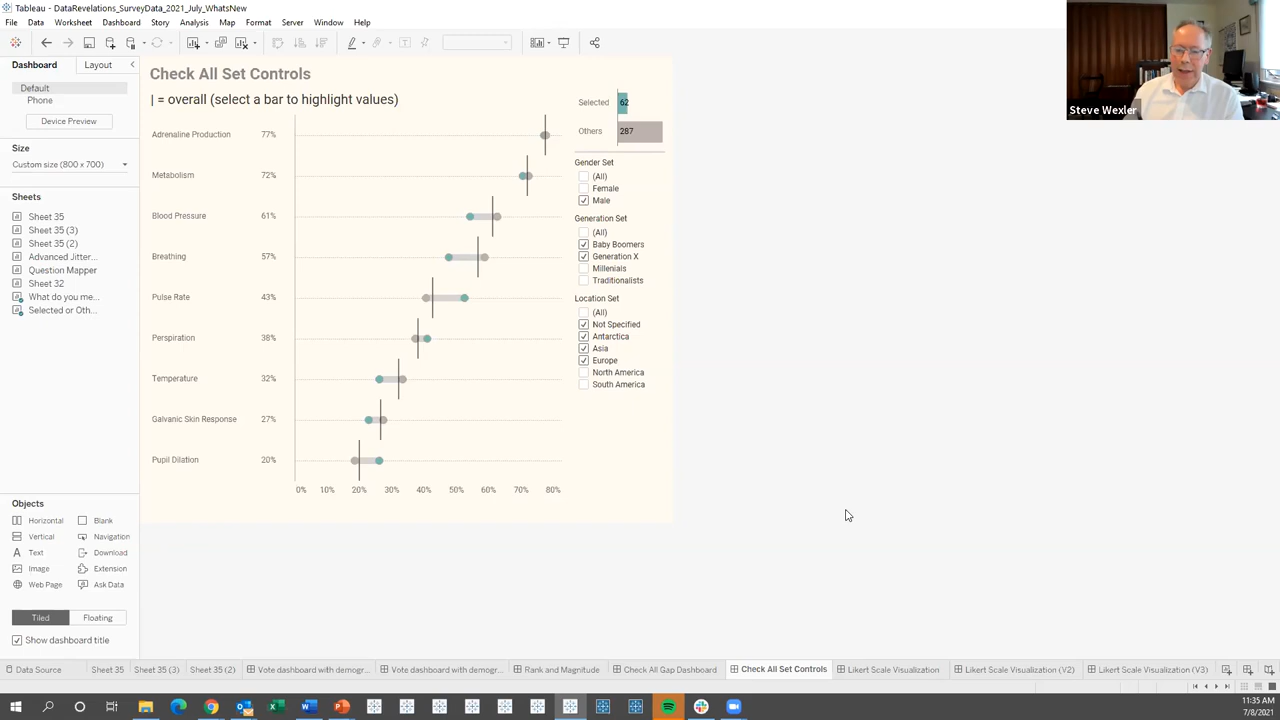 Tableau - DataRevelations_SurveyData_2021_July_WhatsNew
File Data Worksheet Dashboard Story Analysis Map Format Server Window Help
Dashboard Layout
Default
Phone
Device Preview
Size
Custom size (800 x 700)
Sheets
Sheet 35
Sheet 35 (3)
Sheet 35 (2)
Advanced Jitter...
Question Mapper
Sheet 32
What do you me...
Selected or Oth...
Objects
Horizontal Blank
Vertical Navigation
Text Download
Image Extension
Web Page Ask Data
Tiled Floating
Show dashboard title
Check All Set Controls
| = overall (select a bar to highlight values)
Adrenaline Production 77%
Metabolism 72%
Blood Pressure 61%
Breathing 57%
Pulse Rate 43%
Perspiration 38%
Temperature 32%
Galvanic Skin Response 27%
Pupil Dilation 20%
0% 10% 20% 30% 40% 50% 60% 70% 80%
Selected 62
Others 287
Gender Set
(All)
Female
Male
Generation Set
(All)
Baby Boomers
Generation X
Millenials
Traditionalists
Location Set
(All)
Not Specified
Antarctica
Asia
Europe
North America
South America
Steve Wexler
Data Source Sheet 35 Sheet 35 (3) Sheet 35 (2) Vote dashboard with demogr... Vote dashboard with demogr... Rank and Magnitude Check All Gap Dashboard Check All Set Controls Likert Scale Visualization Likert Scale Visualization (V2) Likert Scale Visualization (V3)
11:35 AM
7/8/2021